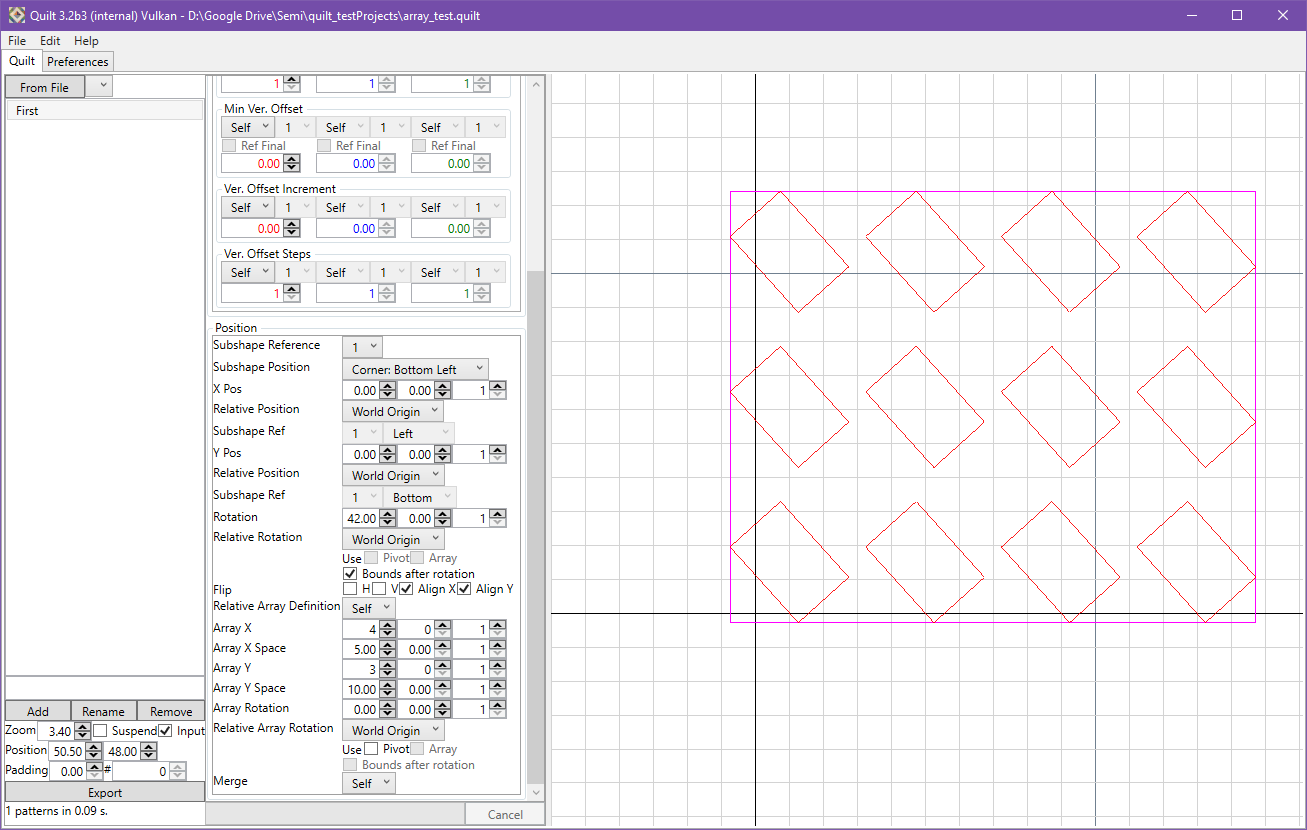 Quilt 3.2b3 (internal) Vulkan - D:\Google Drive\Semi\quilt_testProjects\array_test.quilt
File Edit Help
Quilt Preferences
From File
First
1 1 1
Min Ver. Offset
Self 1 Self 1 Self 1
Ref Final Ref Final Ref Final
0.00 0.00 0.00
Ver. Offset Increment
Self 1 Self 1 Self 1
0.00 0.00 0.00
Ver. Offset Steps
Self 1 Self 1 Self 1
1 1 1
Position
Subshape Reference 1
Subshape Position Corner: Bottom Left
X Pos 0.00 0.00 1
Relative Position World Origin
Subshape Ref 1 Left
Y Pos 0.00 0.00 1
Relative Position World Origin
Subshape Ref 1 Bottom
Rotation 42.00 0.00 1
Relative Rotation World Origin
Use Pivot Array
Bounds after rotation
Flip H V Align X Align Y
Relative Array Definition Self
Array X 4 0 1
Array X Space 5.00 0.00 1
Array Y 3 0 1
Array Y Space 10.00 0.00 1
Array Rotation 0.00 0.00 1
Relative Array Rotation World Origin
Use Pivot Array
Bounds after rotation
Merge Self
Cancel
Add Rename Remove
Zoom 3.40 Suspend Input
Position 50.50 48.00
Padding 0.00 # 0
Export
1 patterns in 0.09 s.